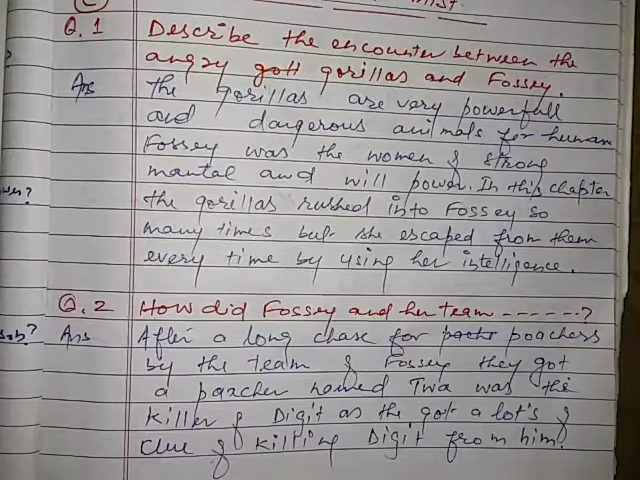 Q.1 Describe the encounter between the
angry gott gorillas and Fossey.
Ans The gorillas are very powerfull
and dangerous animals for human
Fossey was the women of strong
mantal and will power. In this chapter
the gorillas rushed into Fossey so
many times but she escaped from them
every time by using her intelligence.
Q.2 How did Fossey and her team ------?
Ans After a long chase for poachers
by the team of Fossey they got
a parcher named Twa was the
killer of Digit as the got a lot's of
clue of killing Digit from him.